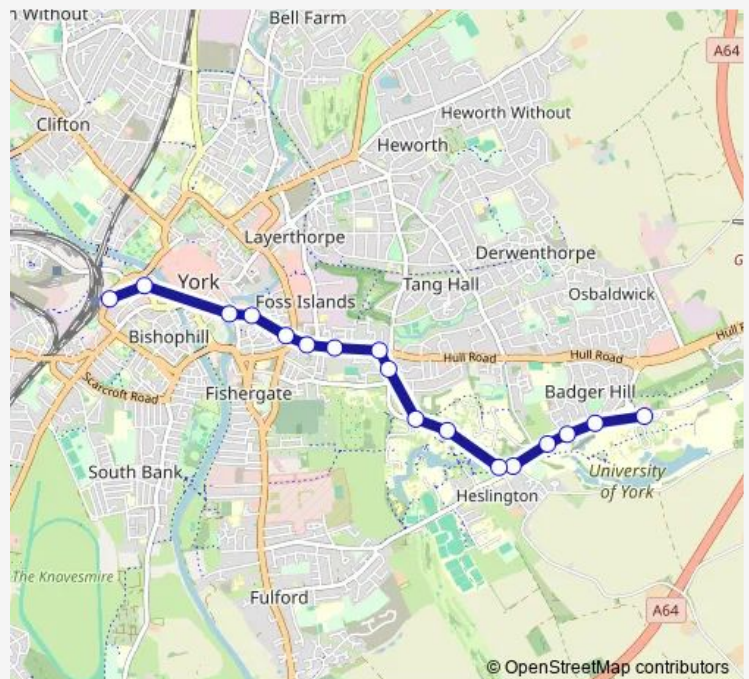 n Without
Bell Farm
A64
Clifton
Heworth Without
Heworth
Layerthorpe
Derwenthorpe
York
Tang Hall
Foss Islands
Osbaldwick
G
Bishophill
Hull Road
Hull Road
Hull R
Scarcroft Road
Fishergate
Badger Hill
South Bank
University
of York
Heslington
The Knavesmire
Fulford
A64
© OpenStreetMap contributors